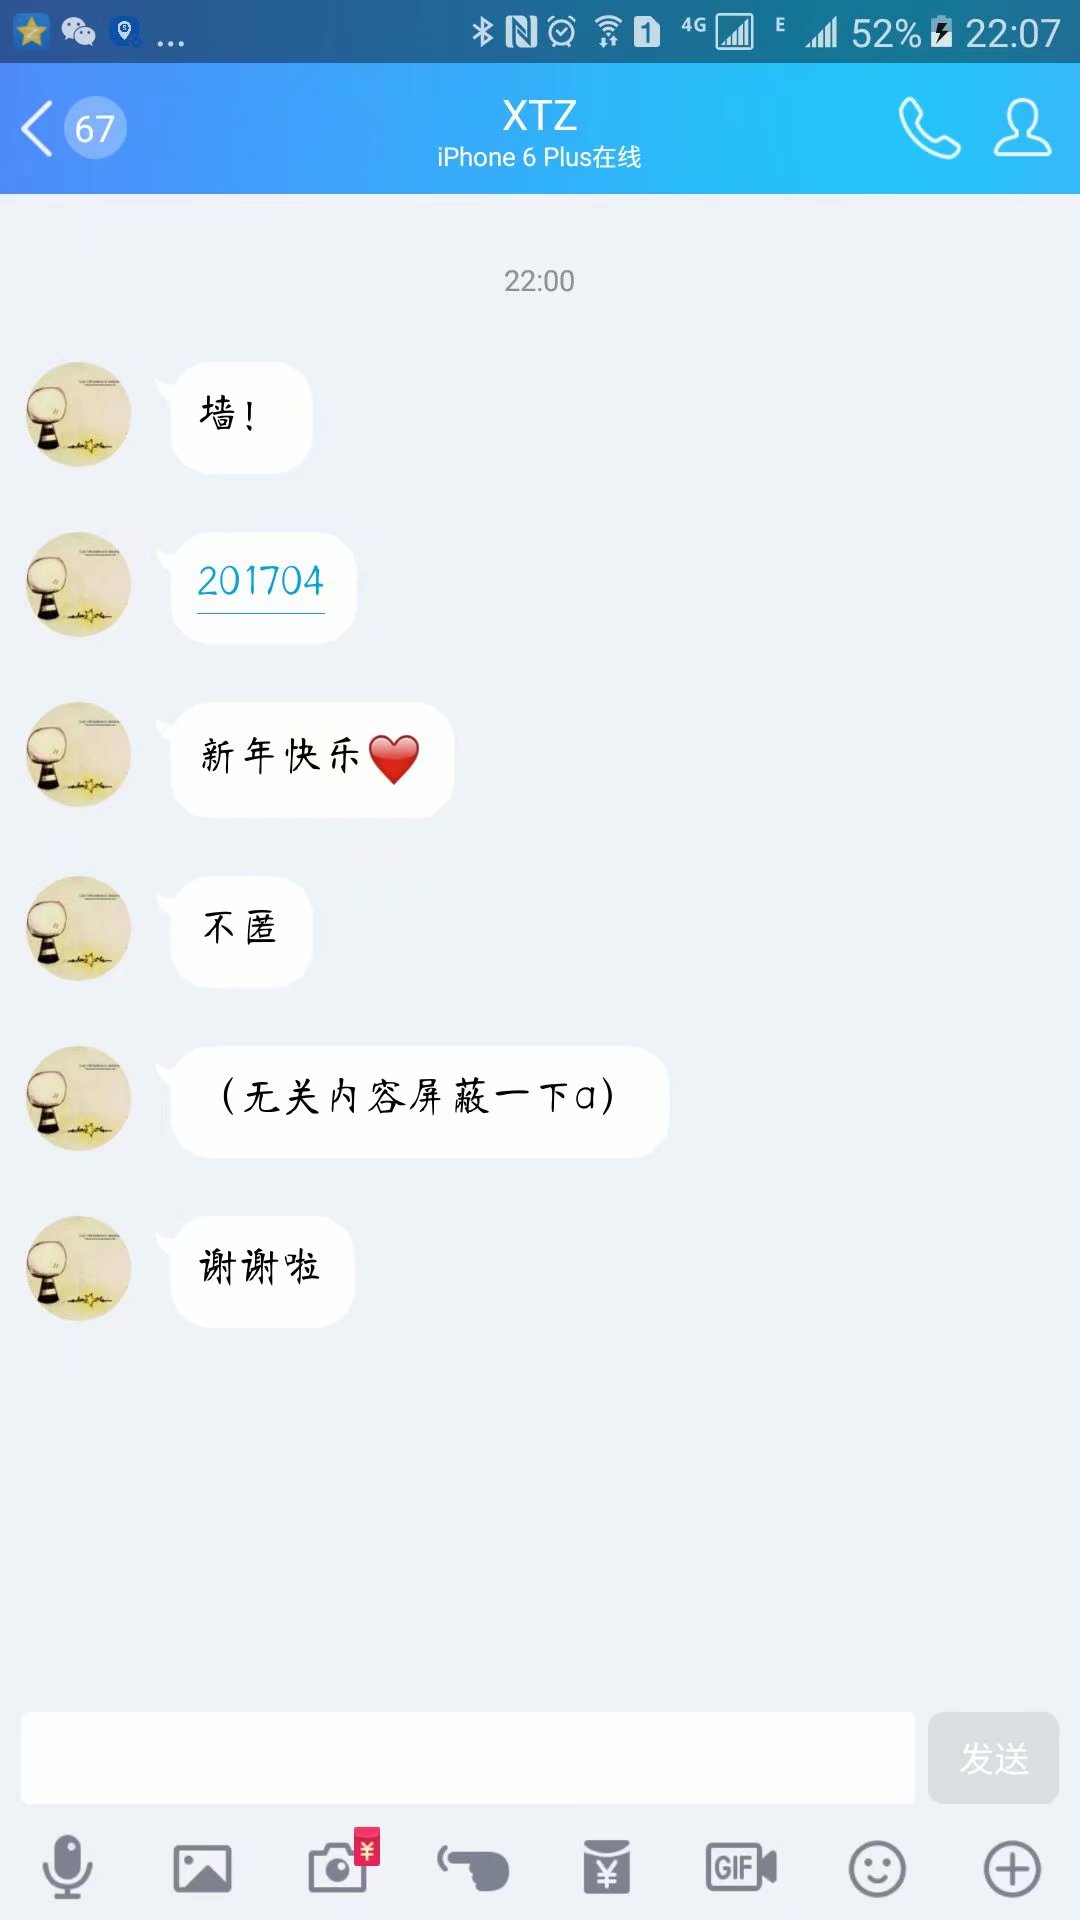 ... 1 4G E 52% 22:07
67
XTZ
iPhone 6 Plus在线
22:00
墙！
201704
新年快乐❤️
不匿
（无关内容屏蔽一下a）
谢谢啦
发送
¥
¥
GIF